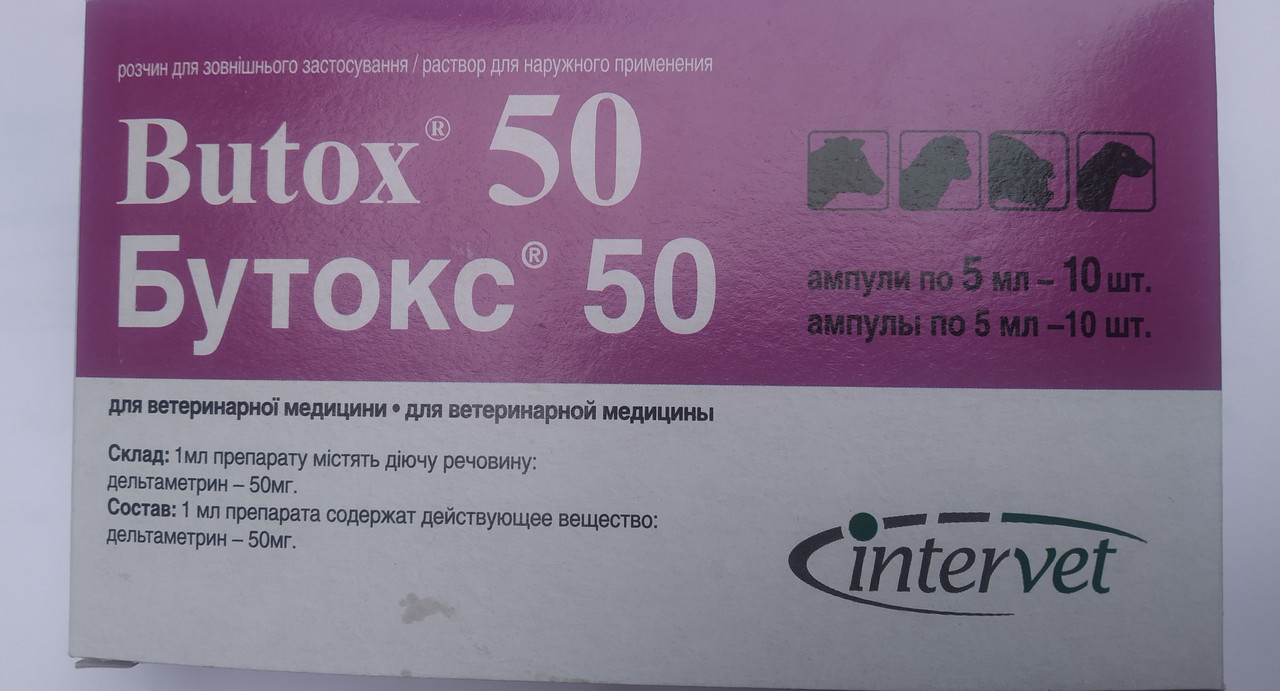 розчин для зовнішнього застосування / раствор для наружного применения
Butox® 50
Бутокс® 50
ампули по 5 мл – 10 шт.
ампулы по 5 мл –10 шт.
для ветеринарної медицини • для ветеринарной медицины
Склад: 1мл препарату містять діючу речовину:
дельтаметрин – 50мг.
Состав: 1 мл препарата содержат действующее вещество:
дельтаметрин – 50мг.
intervet